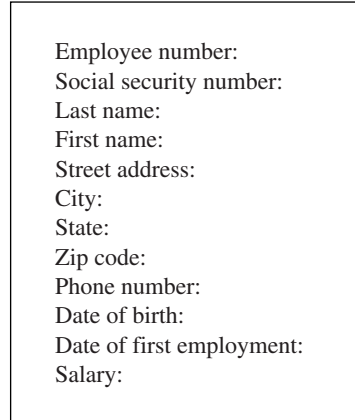 Employee number:
Social security number:
Last name:
First name:
Street address:
City:
State:
Zip code:
Phone number:
Date of birth:
Date of first employment:
Salary: